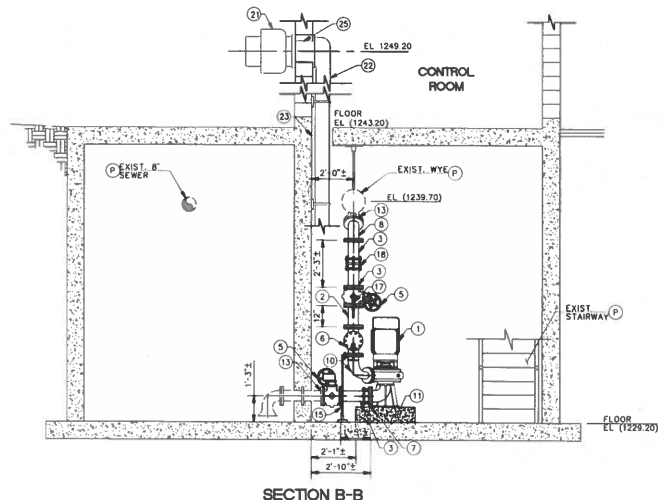 21
25
EL 1249.20
22
CONTROL
ROOM
23
FLOOR
EL (1243.20)
P EXIST. 8"
SEWER
2'-0"±
EXIST. WYE P
EL (1239.70)
13
8
3
18
2'-3"±
3
17
2
5
12"
1
6
EXIST.
STAIRWAY P
10
5
13
1'-3"±
15
11
FLOOR
EL (1229.20)
2'-1"±
3
7
2'-10"±
SECTION B-B